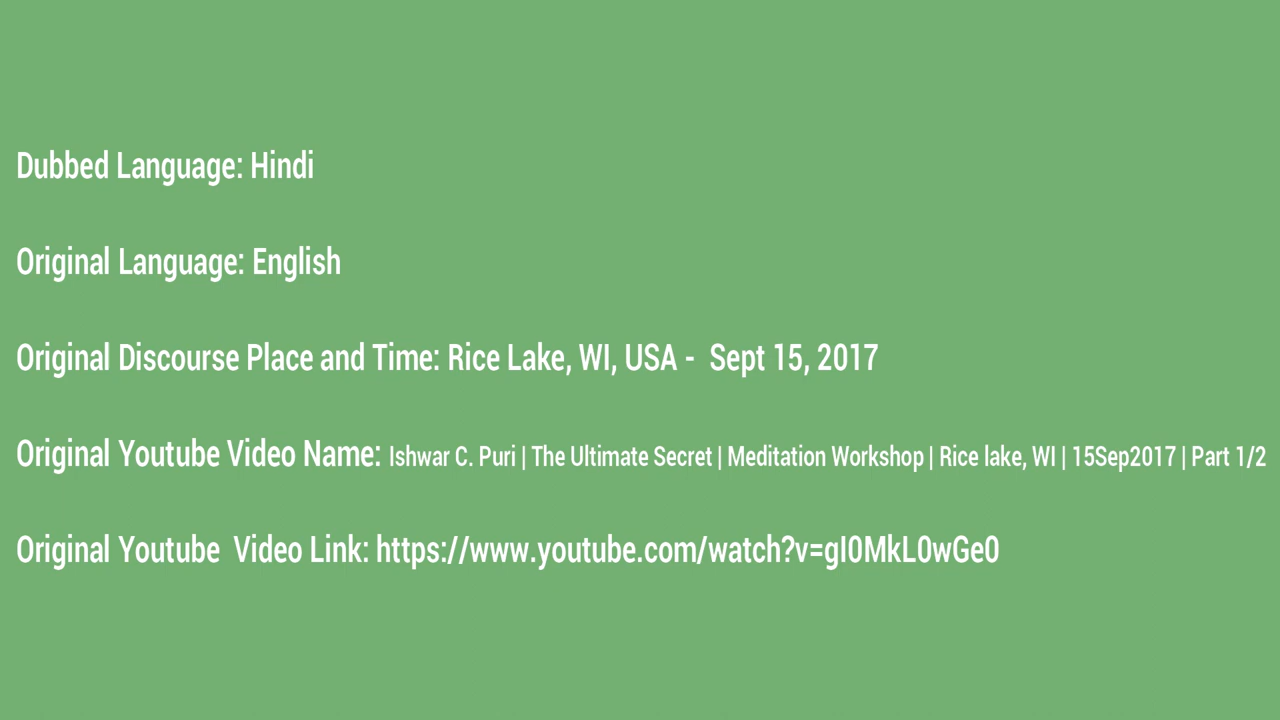 Dubbed Language: Hindi
Original Language: English
Original Discourse Place and Time: Rice Lake, WI, USA - Sept 15, 2017
Original Youtube Video Name: Ishwar C. Puri | The Ultimate Secret | Meditation Workshop | Rice lake, WI | 15Sep2017 | Part 1/2
Original Youtube Video Link: https://www.youtube.com/watch?v=gI0MkL0wGe0